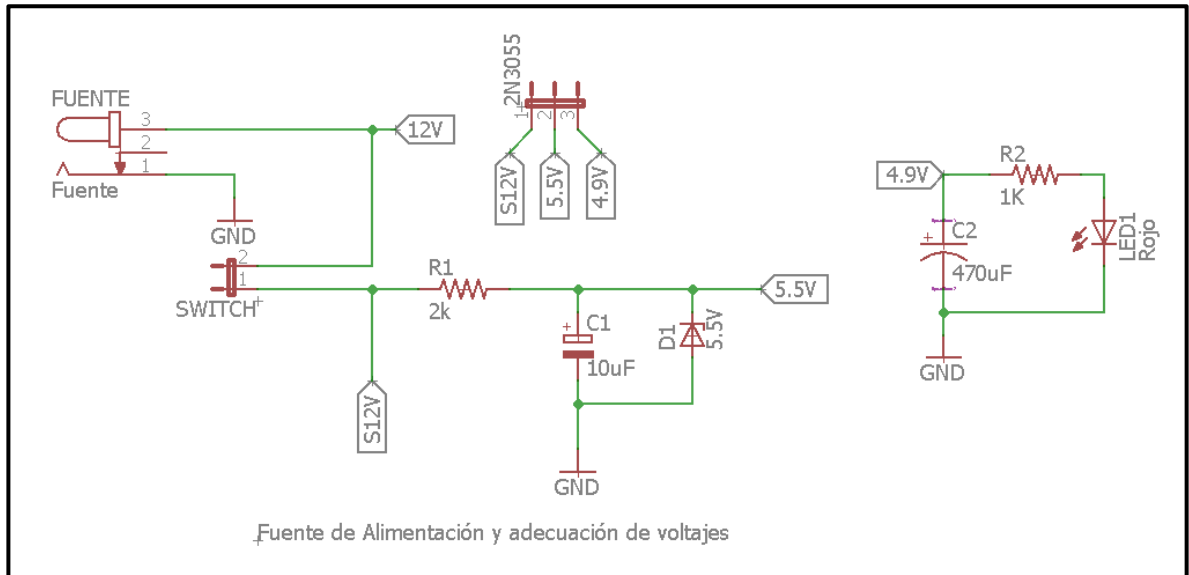 FUENTE
3
2
1
Fuente
GND
12V
2N3055
1
2
3
S12V
5.5V
4.9V
2
1
SWITCH
S12V
R1
2k
C1
10uF
D1
5.5V
5.5V
GND
4.9V
R2
1K
C2
470uF
LED1
Rojo
GND
Fuente de Alimentación y adecuación de voltajes